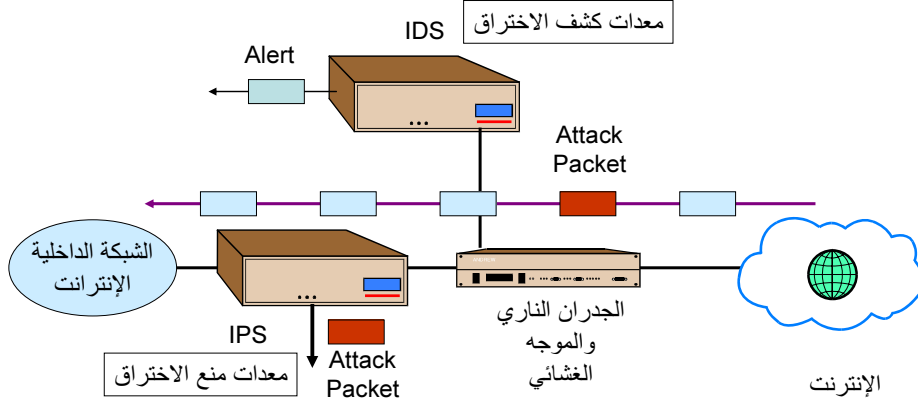 معدات كشف الاختراق
IDS
Alert
Attack
Packet
الشبكة الداخلية
الإنترانت
IPS
الجدران الناري
والموجه
الغشائي
Attack
Packet
معدات منع الاختراق
الإنترنت